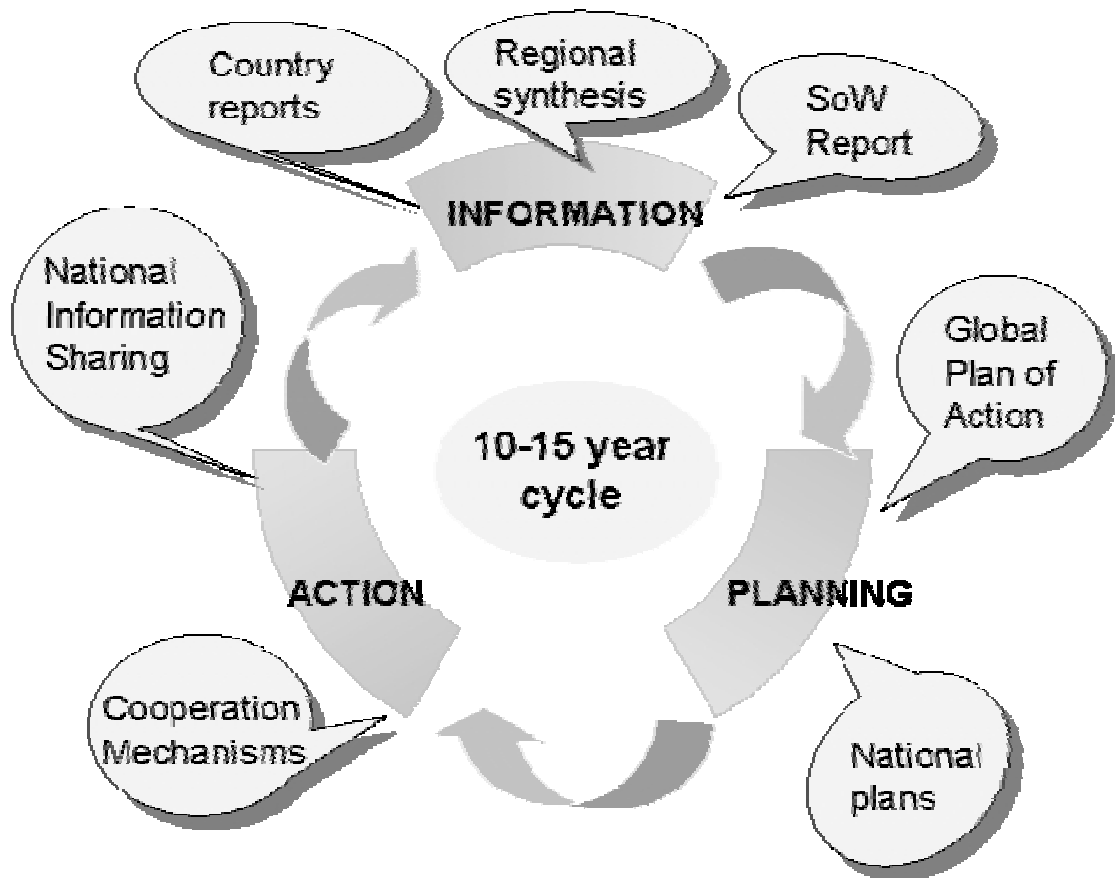 Country
reports
Regional
synthesis
SoW
Report
INFORMATION
National
Information
Sharing
Global
Plan of
Action
10-15 year
cycle
ACTION
PLANNING
Cooperation
Mechanisms
National
plans